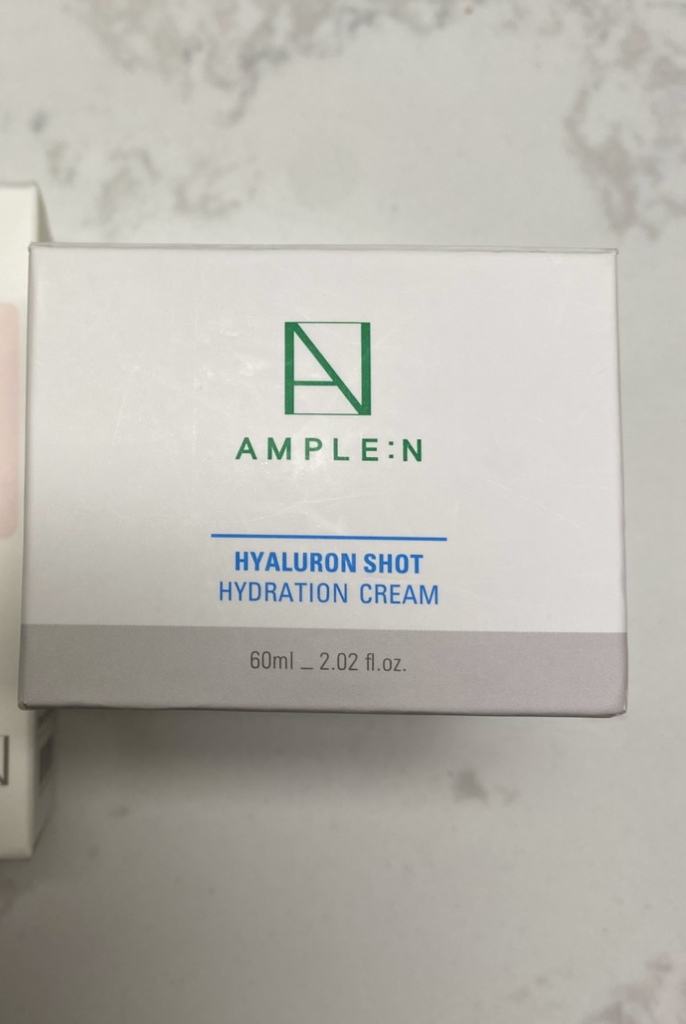 AMPLE:N
HYALURON SHOT
HYDRATION CREAM
60ml _ 2.02 fl.oz.